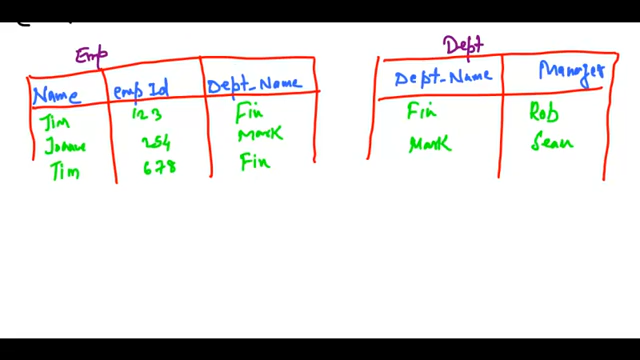 Emp
Name emp Id Dept_Name
Jim 123 Fin
Joanne 254 Mark
Tim 678 Fin
Dept
Dept_Name Manager
Fin Rob
Mark Sean